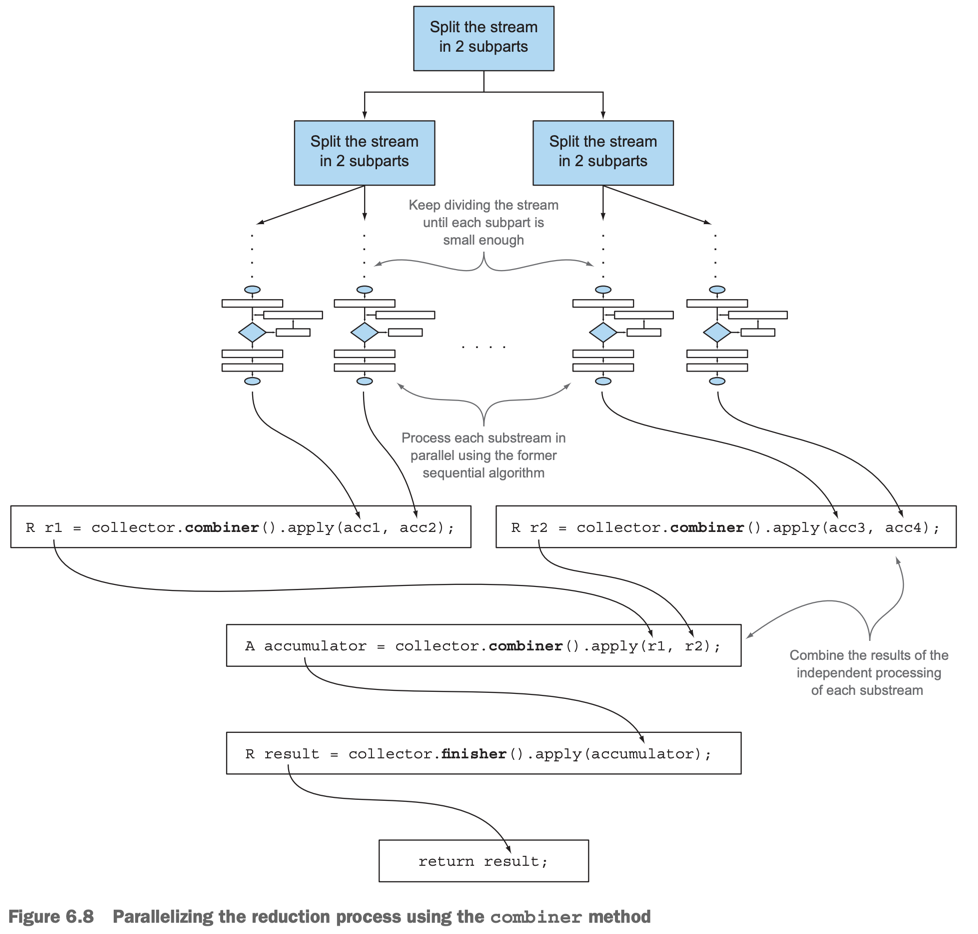 Split the stream
in 2 subparts
Split the stream
in 2 subparts
Split the stream
in 2 subparts
Keep dividing the stream
until each subpart is
small enough
. . . .
Process each substream in
parallel using the former
sequential algorithm
R r1 = collector.combiner().apply(acc1, acc2);
R r2 = collector.combiner().apply(acc3, acc4);
A accumulator = collector.combiner().apply(r1, r2);
Combine the results of the
independent processing
of each substream
R result = collector.finisher().apply(accumulator);
return result;
Figure 6.8 Parallelizing the reduction process using the combiner method